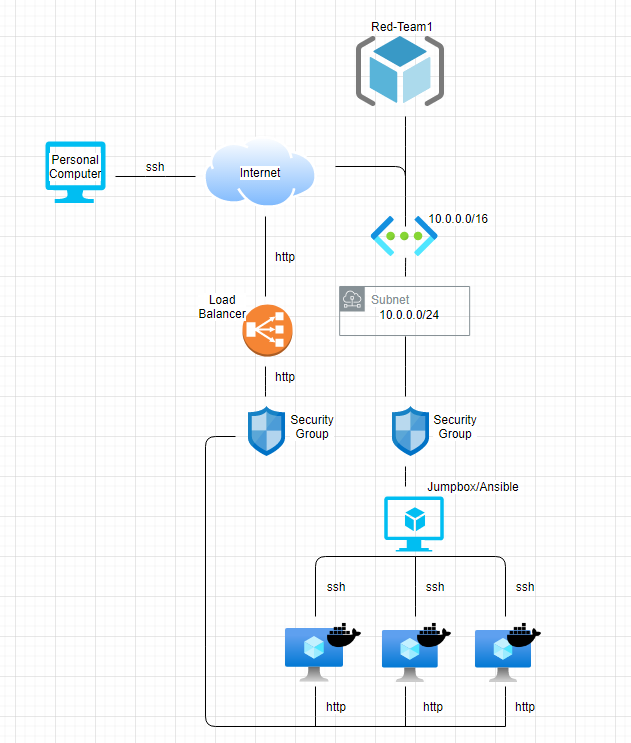 Red-Team1
Personal
Computer
ssh
Internet
10.0.0.0/16
http
Load
Balancer
Subnet
10.0.0.0/24
http
Security
Group
Security
Group
Jumpbox/Ansible
ssh
ssh
ssh
http
http
http